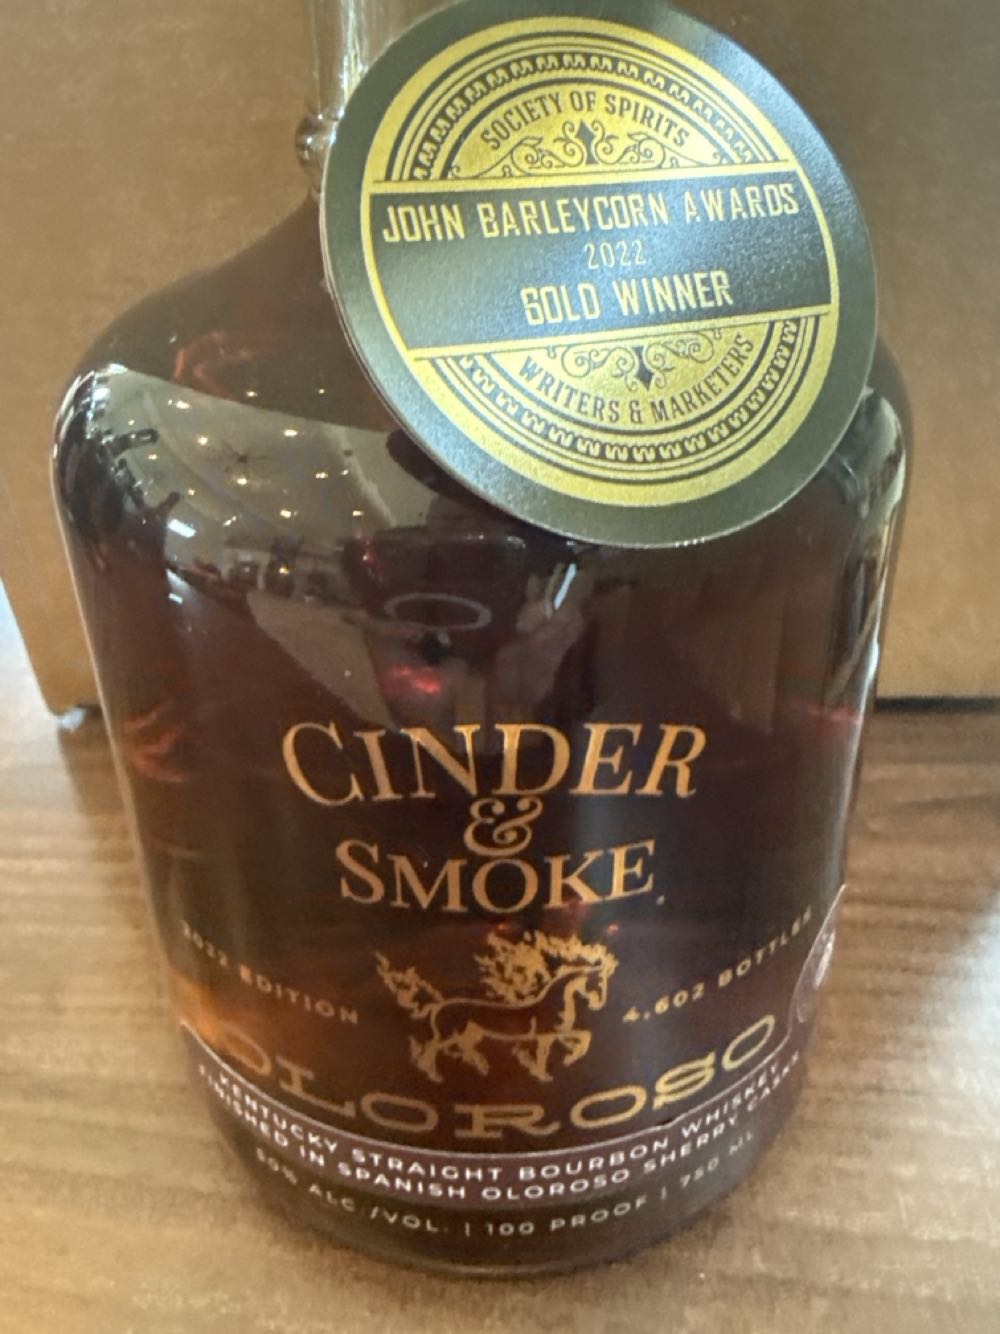 SOCIETY OF SPIRITS
JOHN BARLEYCORN AWARDS
2022
GOLD WINNER
WRITERS & MARKETERS
CINDER
&
SMOKE
2022 EDITION 4,602 BOTTLES
OLOROSO
KENTUCKY STRAIGHT BOURBON WHISKEY
FINISHED IN SPANISH OLOROSO SHERRY CASKS
50% ALC./VOL. | 100 PROOF | 750 ML